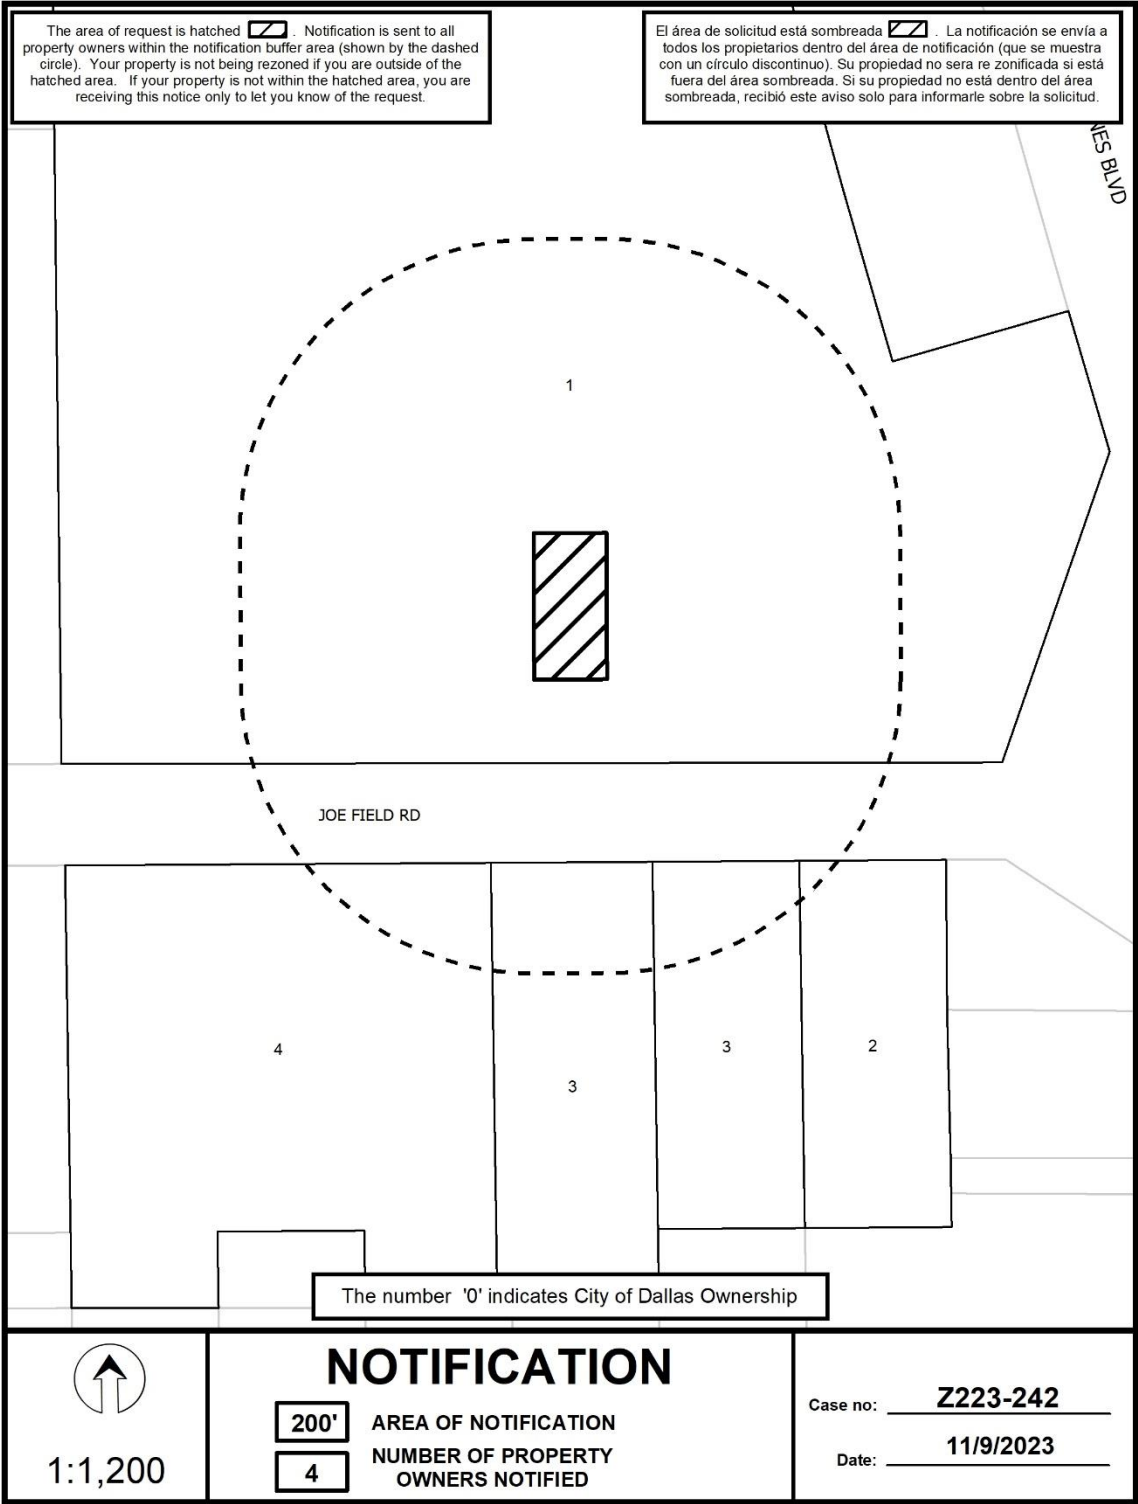 The area of request is hatched . Notification is sent to all
property owners within the notification buffer area (shown by the dashed
circle). Your property is not being rezoned if you are outside of the
hatched area. If your property is not within the hatched area, you are
receiving this notice only to let you know of the request.
El área de solicitud está sombreada . La notificación se envía a
todos los propietarios dentro del área de notificación (que se muestra
con un círculo discontinuo). Su propiedad no sera re zonificada si está
fuera del área sombreada. Si su propiedad no está dentro del área
sombreada, recibió este aviso solo para informarle sobre la solicitud.
NES BLVD
1
JOE FIELD RD
4
3
3
2
The number '0' indicates City of Dallas Ownership
1:1,200
NOTIFICATION
200' AREA OF NOTIFICATION
4 NUMBER OF PROPERTY
OWNERS NOTIFIED
Case no: Z223-242
Date: 11/9/2023